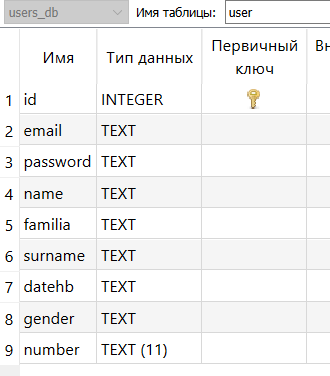 users_db Имя таблицы: user
Имя Тип данных Первичный ключ Вн
1 id INTEGER
2 email TEXT
3 password TEXT
4 name TEXT
5 familia TEXT
6 surname TEXT
7 datehb TEXT
8 gender TEXT
9 number TEXT (11)